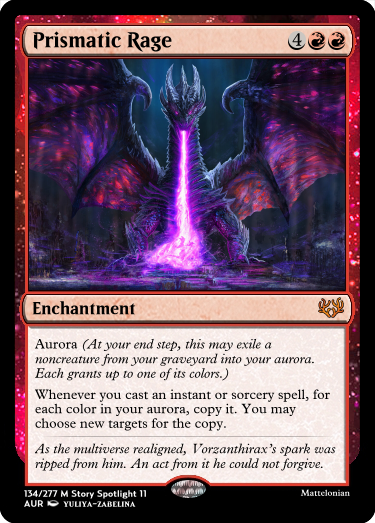 Prismatic Rage 4
Enchantment
Aurora (At your end step, this may exile a
noncreature from your graveyard into your aurora.
Each grants up to one of its colors.)
Whenever you cast an instant or sorcery spell, for
each color in your aurora, copy it. You may
choose new targets for the copy.
As the multiverse realigned, Vorzanthirax's spark was
ripped from him. An act from it he could not forgive.
134/277 M Story Spotlight 11 Mattelonian
AUR YULIYA-ZABELINA